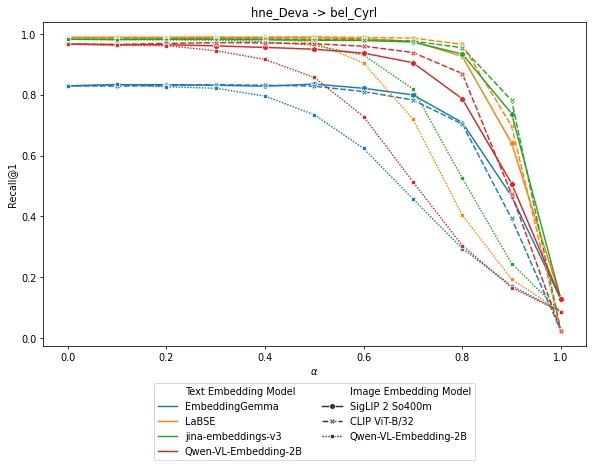 hne_Deva -> bel_Cyrl
Recall@1
1.0
0.8
0.6
0.4
0.2
0.0
0.0 0.2 0.4 0.6 0.8 1.0
α
Text Embedding Model Image Embedding Model
EmbeddingGemma SigLIP 2 So400m
LaBSE CLIP ViT-B/32
jina-embeddings-v3 Qwen-VL-Embedding-2B
Qwen-VL-Embedding-2B